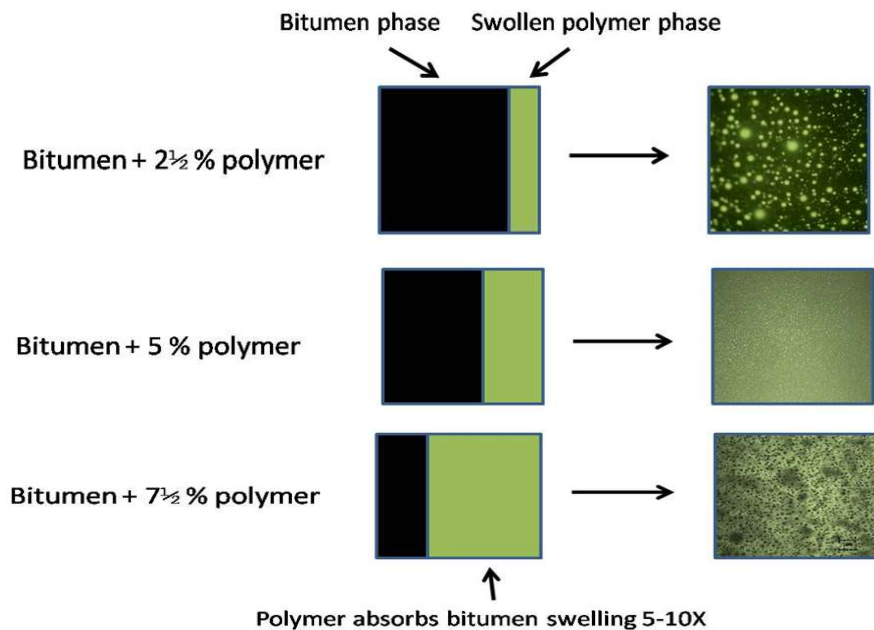 Bitumen phase
Swollen polymer phase
Bitumen + 2½ % polymer
Bitumen + 5 % polymer
Bitumen + 7½ % polymer
Polymer absorbs bitumen swelling 5-10X